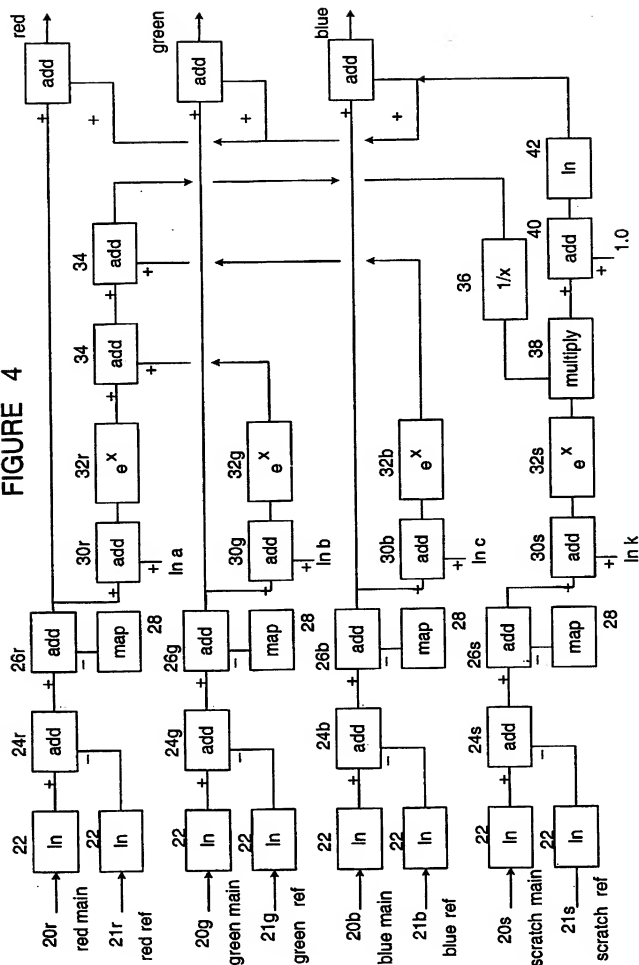 FIGURE 4
20r
red main
21r
red ref
22
ln
22
ln
+
−
24r
add
+
−
26r
add
map
28
+
30r
add
+
ln a
32r
e^x
+
34
add
+
+
34
add
+
+
+
add
red
20g
green main
21g
green ref
22
ln
22
ln
+
−
24g
add
+
−
26g
add
map
28
+
30g
add
+
ln b
32g
e^x
+
+
add
green
20b
blue main
21b
blue ref
22
ln
22
ln
+
−
24b
add
+
−
26b
add
map
28
+
30b
add
+
ln c
32b
e^x
+
+
add
blue
20s
scratch main
21s
scratch ref
22
ln
22
ln
+
−
24s
add
+
−
26s
add
map
28
+
30s
add
+
ln k
32s
e^x
38
multiply
36
1/x
+
40
add
+
1.0
42
ln